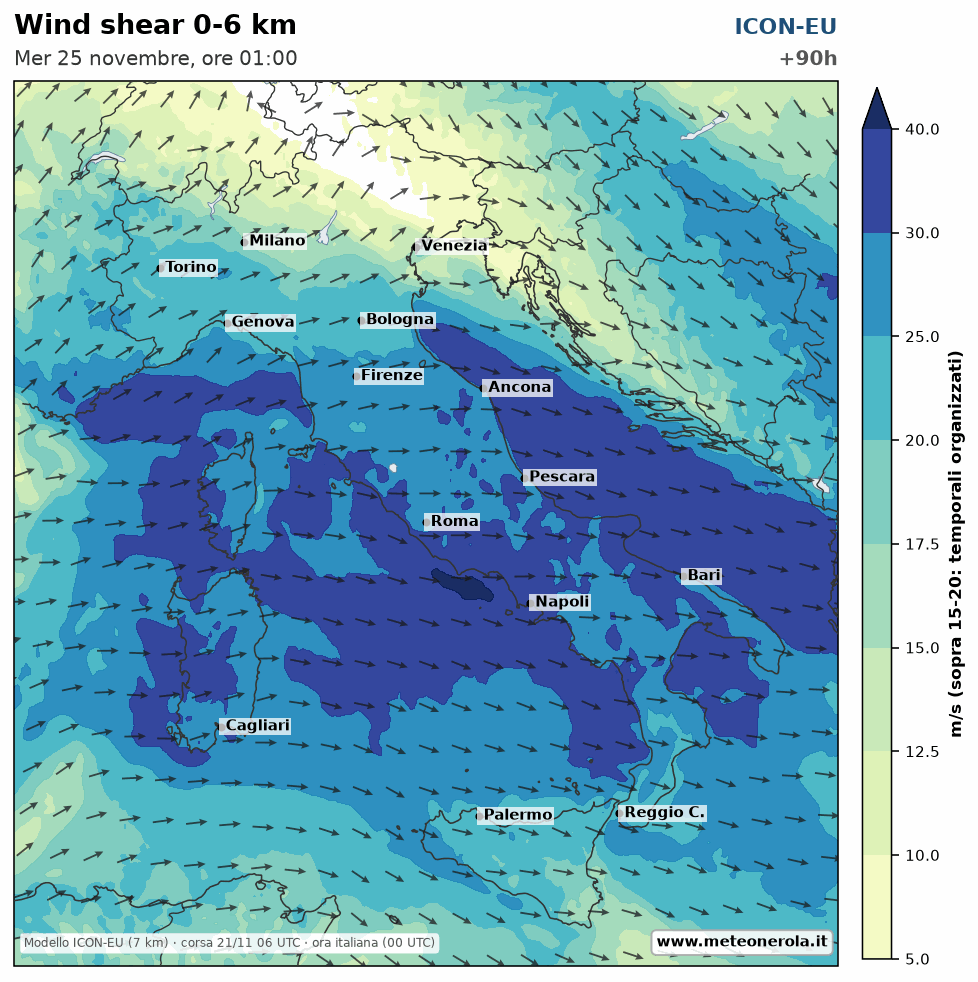 Wind shear 0-6 km
ICON-EU
Mer 25 novembre, ore 01:00
+90h
Milano
Venezia
Torino
Genova
Bologna
Firenze
Ancona
Pescara
Roma
Bari
Napoli
Cagliari
Palermo
Reggio C.
40.0
30.0
25.0
20.0
17.5
15.0
12.5
10.0
5.0
m/s (sopra 15-20: temporali organizzati)
Modello ICON-EU (7 km) · corsa 21/11 06 UTC · ora italiana (00 UTC)
www.meteonerola.it